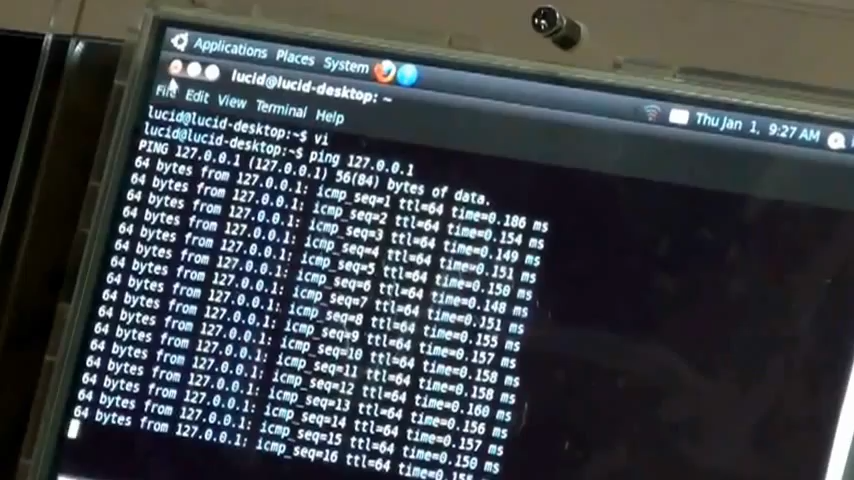 Applications Places System
Thu Jan 1, 9:27 AM
lucid@lucid-desktop: ~
File Edit View Terminal Help
lucid@lucid-desktop:~$ vi
lucid@lucid-desktop:~$ ping 127.0.0.1
PING 127.0.0.1 (127.0.0.1) 56(84) bytes of data.
64 bytes from 127.0.0.1: icmp_seq=1 ttl=64 time=0.186 ms
64 bytes from 127.0.0.1: icmp_seq=2 ttl=64 time=0.154 ms
64 bytes from 127.0.0.1: icmp_seq=3 ttl=64 time=0.149 ms
64 bytes from 127.0.0.1: icmp_seq=4 ttl=64 time=0.151 ms
64 bytes from 127.0.0.1: icmp_seq=5 ttl=64 time=0.150 ms
64 bytes from 127.0.0.1: icmp_seq=6 ttl=64 time=0.148 ms
64 bytes from 127.0.0.1: icmp_seq=7 ttl=64 time=0.151 ms
64 bytes from 127.0.0.1: icmp_seq=8 ttl=64 time=0.155 ms
64 bytes from 127.0.0.1: icmp_seq=9 ttl=64 time=0.157 ms
64 bytes from 127.0.0.1: icmp_seq=10 ttl=64 time=0.158 ms
64 bytes from 127.0.0.1: icmp_seq=11 ttl=64 time=0.158 ms
64 bytes from 127.0.0.1: icmp_seq=12 ttl=64 time=0.160 ms
64 bytes from 127.0.0.1: icmp_seq=13 ttl=64 time=0.156 ms
64 bytes from 127.0.0.1: icmp_seq=14 ttl=64 time=0.157 ms
64 bytes from 127.0.0.1: icmp_seq=15 ttl=64 time=0.150 ms
64 bytes from 127.0.0.1: icmp_seq=16 ttl=64 ms